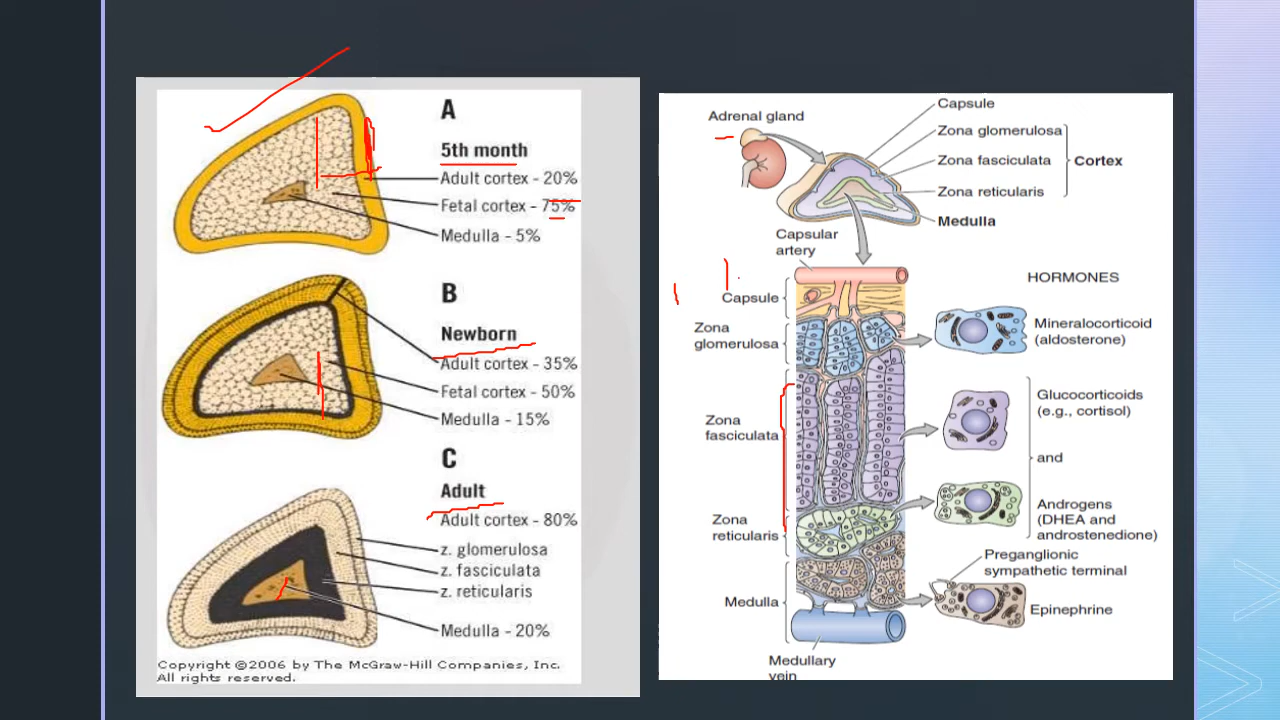 A
5th month
Adult cortex - 20%
Fetal cortex - 75%
Medulla - 5%
B
Newborn
Adult cortex - 35%
Fetal cortex - 50%
Medulla - 15%
C
Adult
Adult cortex - 80%
z. glomerulosa
z. fasciculata
z. reticularis
Medulla - 20%
Copyright ©2006 by The McGraw-Hill Companies, Inc.
All rights reserved.
Adrenal gland
Capsule
Zona glomerulosa
Zona fasciculata
Zona reticularis
Cortex
Medulla
Capsular
artery
HORMONES
Capsule
Zona
glomerulosa
Mineralocorticoid
(aldosterone)
Zona
fasciculata
Glucocorticoids
(e.g., cortisol)
and
Zona
reticularis
Androgens
(DHEA and
androstenedione)
Preganglionic
sympathetic terminal
Medulla
Epinephrine
Medullary
vein